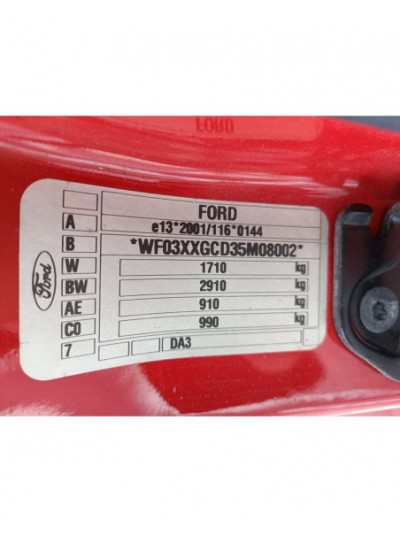 FORD
FORD
A e13*2001/116*0144
B *WF03XXGCD35M08002*
W 1710 kg
BW 2910 kg
AE 910 kg
CO 990 kg
7 DA3
Ford